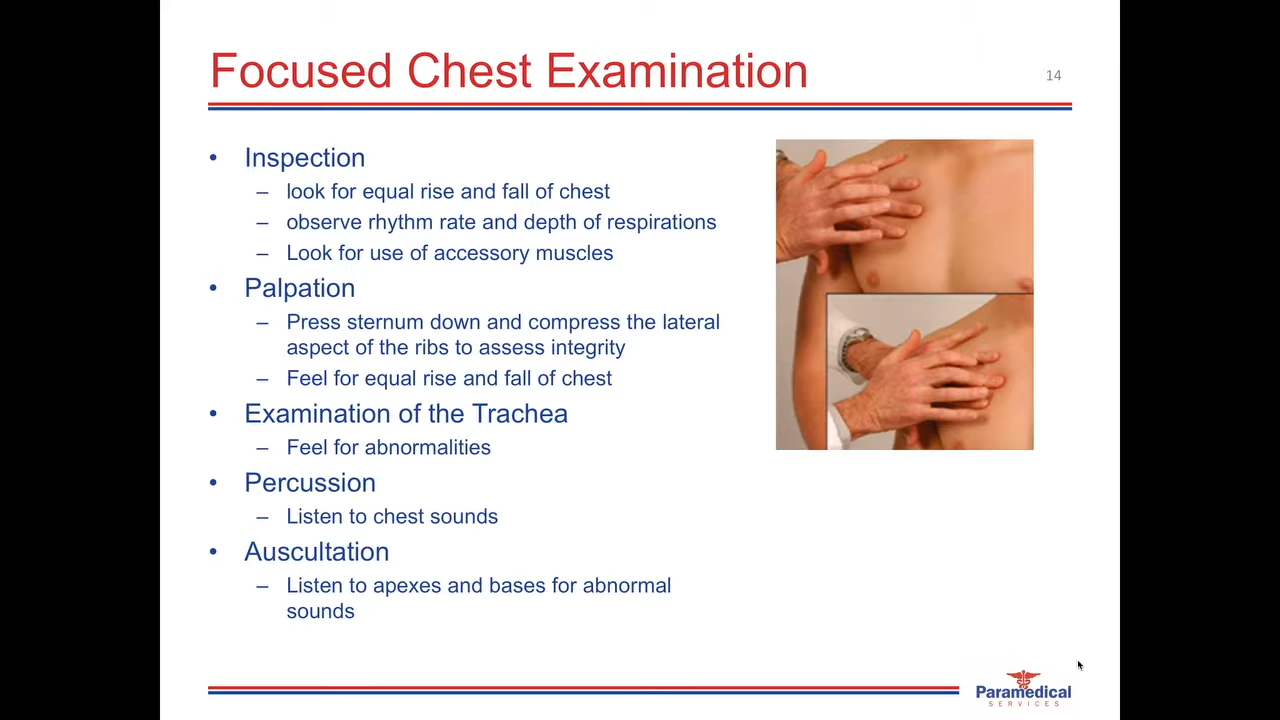 Focused Chest Examination
14
• Inspection
– look for equal rise and fall of chest
– observe rhythm rate and depth of respirations
– Look for use of accessory muscles
• Palpation
– Press sternum down and compress the lateral
aspect of the ribs to assess integrity
– Feel for equal rise and fall of chest
• Examination of the Trachea
– Feel for abnormalities
• Percussion
– Listen to chest sounds
• Auscultation
– Listen to apexes and bases for abnormal
sounds
Paramedical
SERVICES